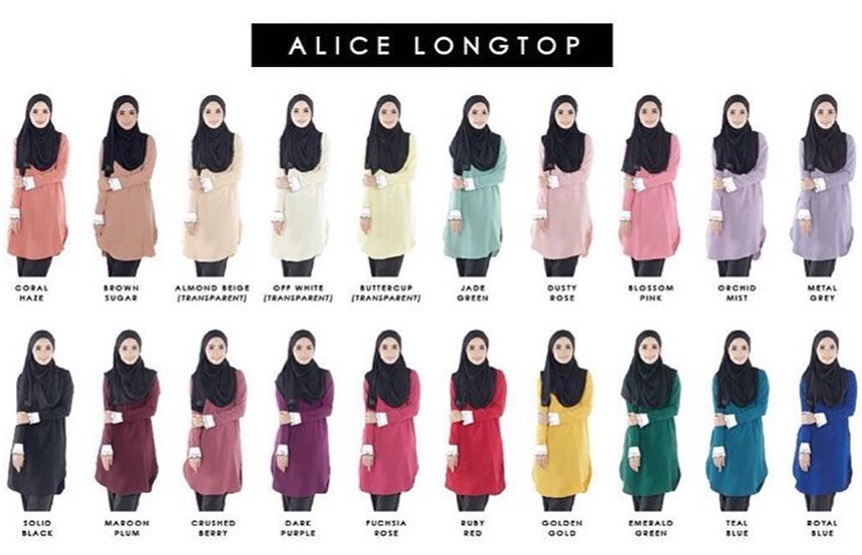 ALICE LONGTOP
CORAL
HAZE
BROWN
SUGAR
ALMOND BEIGE
(TRANSPARENT)
OFF WHITE
(TRANSPARENT)
BUTTERCUP
(TRANSPARENT)
JADE
GREEN
DUSTY
ROSE
BLOSSOM
PINK
ORCHID
MIST
METAL
GREY
SOLID
BLACK
MAROON
PLUM
CRUSHED
BERRY
DARK
PURPLE
FUCHSIA
ROSE
RUBY
RED
GOLDEN
GOLD
EMERALD
GREEN
TEAL
BLUE
ROYAL
BLUE